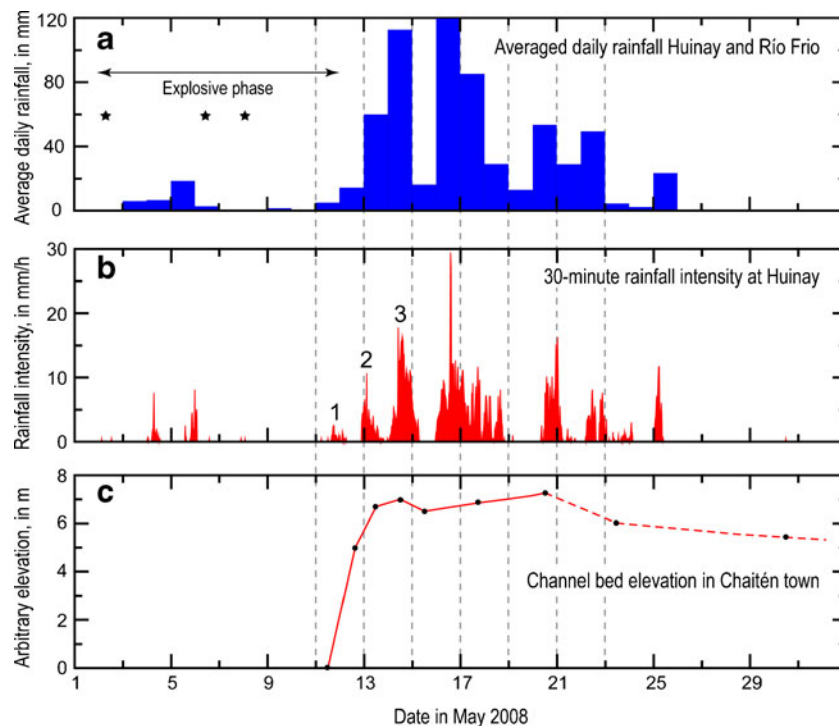 a
Averaged daily rainfall Huinay and Río Frio
Explosive phase
Average daily rainfall, in mm
120
80
40
0
b
30-minute rainfall intensity at Huinay
1
2
3
Rainfall intensity, in mm/h
30
20
10
0
c
Channel bed elevation in Chaitén town
Arbitrary elevation, in m
8
6
4
2
0
1 5 9 13 17 21 25 29
Date in May 2008